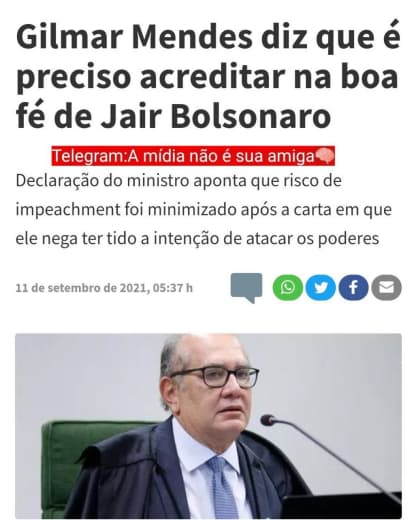 Gilmar Mendes diz que é
preciso acreditar na boa
fé de Jair Bolsonaro
Telegram:A mídia não é sua amiga🧠
Declaração do ministro aponta que risco de
impeachment foi minimizado após a carta em que
ele nega ter tido a intenção de atacar os poderes
11 de setembro de 2021, 05:37 h